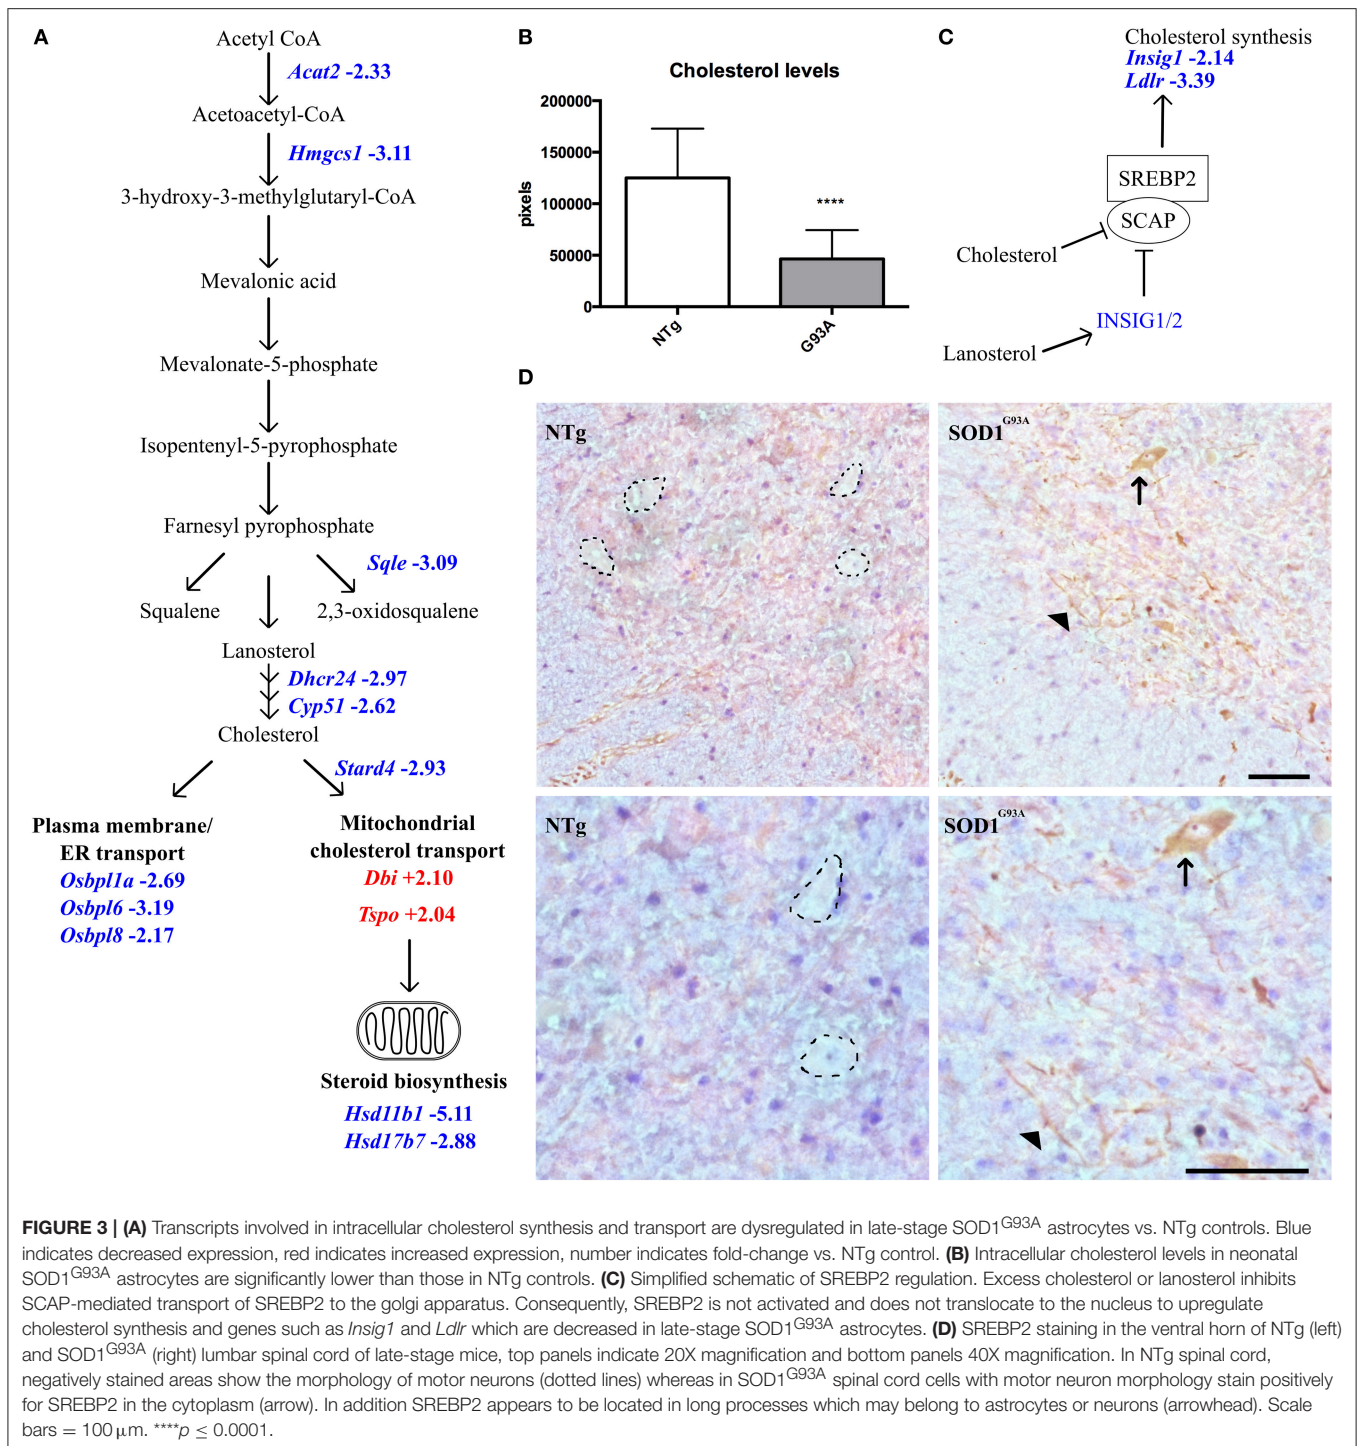 A
Acetyl CoA
Acat2 -2.33
Acetoacetyl-CoA
Hmgcs1 -3.11
3-hydroxy-3-methylglutaryl-CoA
Mevalonic acid
Mevalonate-5-phosphate
Isopentenyl-5-pyrophosphate
Farnesyl pyrophosphate
Sqle -3.09
Squalene
2,3-oxidosqualene
Lanosterol
Dhcr24 -2.97
Cyp51 -2.62
Cholesterol
Stard4 -2.93
Plasma membrane/
ER transport
Osbpl1a -2.69
Osbpl6 -3.19
Osbpl8 -2.17
Mitochondrial
cholesterol transport
Dbi +2.10
Tspo +2.04
Steroid biosynthesis
Hsd11b1 -5.11
Hsd17b7 -2.88
B
Cholesterol levels
200000
150000
100000
50000
0
pixels
****
NTg
G93A
C
Cholesterol synthesis
Insig1 -2.14
Ldlr -3.39
SREBP2
SCAP
Cholesterol
INSIG1/2
Lanosterol
D
NTg
SOD1G93A
NTg
SOD1G93A
FIGURE 3 | (A) Transcripts involved in intracellular cholesterol synthesis and transport are dysregulated in late-stage SOD1G93A astrocytes vs. NTg controls. Blue
indicates decreased expression, red indicates increased expression, number indicates fold-change vs. NTg control. (B) Intracellular cholesterol levels in neonatal
SOD1G93A astrocytes are significantly lower than those in NTg controls. (C) Simplified schematic of SREBP2 regulation. Excess cholesterol or lanosterol inhibits
SCAP-mediated transport of SREBP2 to the golgi apparatus. Consequently, SREBP2 is not activated and does not translocate to the nucleus to upregulate
cholesterol synthesis and genes such as Insig1 and Ldlr which are decreased in late-stage SOD1G93A astrocytes. (D) SREBP2 staining in the ventral horn of NTg (left)
and SOD1G93A (right) lumbar spinal cord of late-stage mice, top panels indicate 20X magnification and bottom panels 40X magnification. In NTg spinal cord,
negatively stained areas show the morphology of motor neurons (dotted lines) whereas in SOD1G93A spinal cord cells with motor neuron morphology stain positively
for SREBP2 in the cytoplasm (arrow). In addition SREBP2 appears to be located in long processes which may belong to astrocytes or neurons (arrowhead). Scale
bars = 100 μm. ****p ≤ 0.0001.